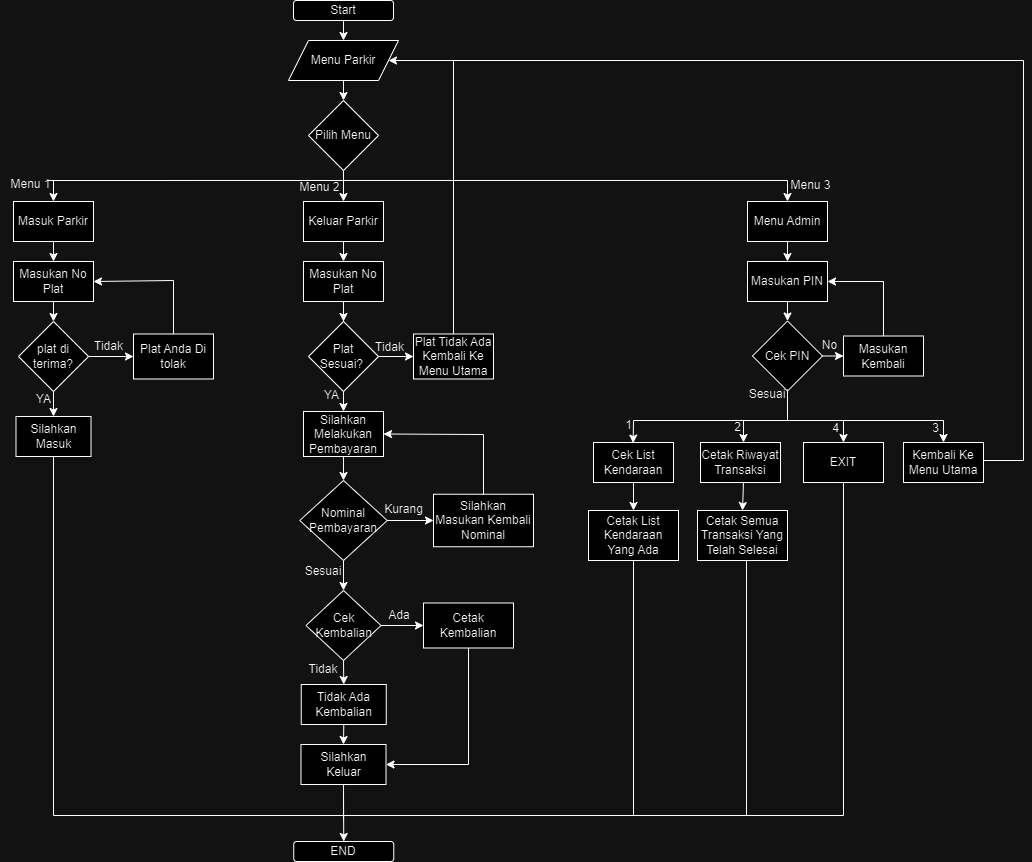 Start
Menu Parkir
Pilih Menu
Menu 1
Menu 2
Menu 3
Masuk Parkir
Keluar Parkir
Menu Admin
Masukan No
Plat
Masukan No
Plat
Masukan PIN
plat di
terima?
Tidak
Plat Anda Di
tolak
Plat
Sesuai?
Tidak
Plat Tidak Ada
Kembali Ke
Menu Utama
Cek PIN
No
Masukan
Kembali
YA
YA
Sesuai
Silahkan
Masuk
Silahkan
Melakukan
Pembayaran
1
2
4
3
Cek List
Kendaraan
Cetak Riwayat
Transaksi
EXIT
Kembali Ke
Menu Utama
Nominal
Pembayaran
Kurang
Silahkan
Masukan Kembali
Nominal
Cetak List
Kendaraan
Yang Ada
Cetak Semua
Transaksi Yang
Telah Selesai
Sesuai
Cek
Kembalian
Ada
Cetak
Kembalian
Tidak
Tidak Ada
Kembalian
Silahkan
Keluar
END